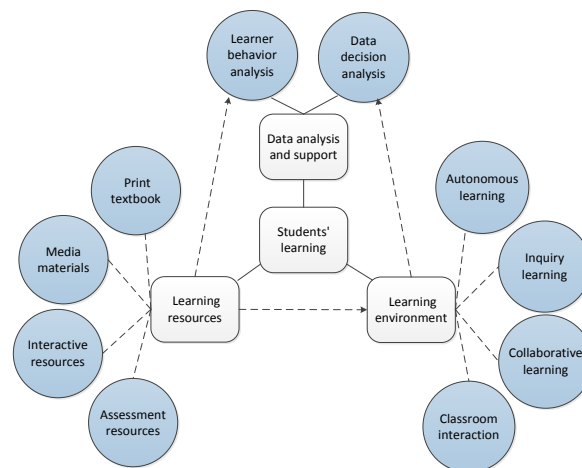 Learner
behavior
analysis
Data
decision
analysis
Data analysis
and support
Print
textbook
Autonomous
learning
Students'
learning
Media
materials
Inquiry
learning
Learning
resources
Learning
environment
Interactive
resources
Collaborative
learning
Assessment
resources
Classroom
interaction